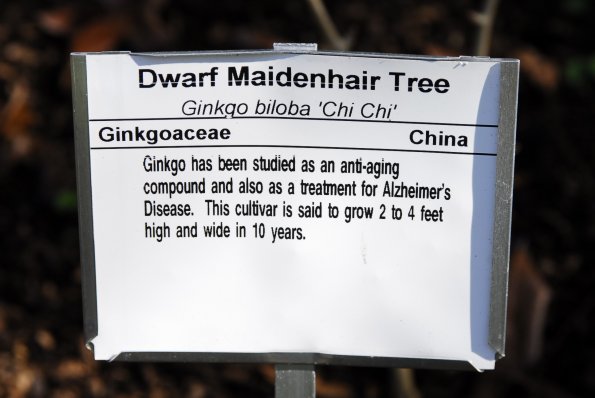 Dwarf Maidenhair Tree
Ginkgo biloba 'Chi Chi'
Ginkgoaceae China
Ginkgo has been studied as an anti-aging
compound and also as a treatment for Alzheimer's
Disease. This cultivar is said to grow 2 to 4 feet
high and wide in 10 years.